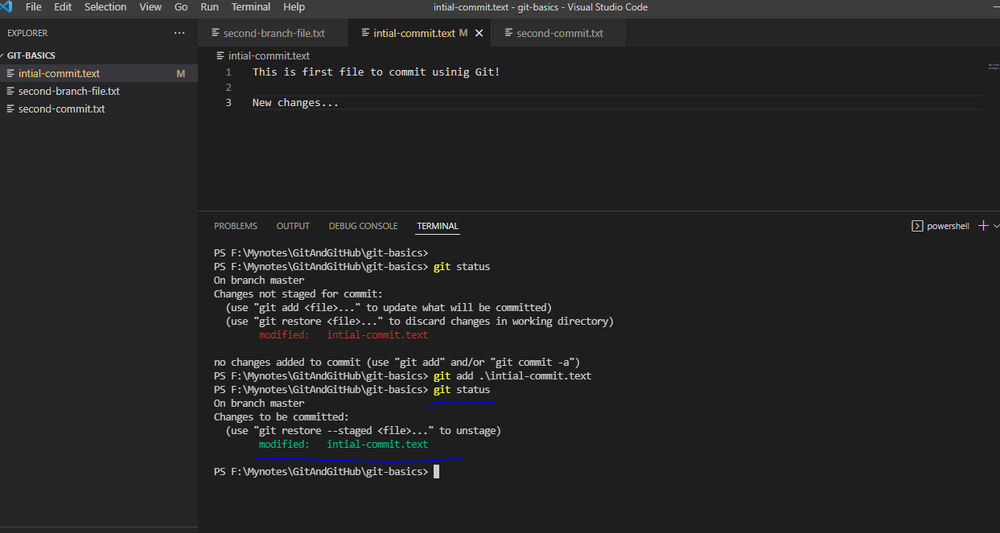 File Edit Selection View Go Run Terminal Help intial-commit.text - git-basics - Visual Studio Code
EXPLORER ...
GIT-BASICS
intial-commit.text M
second-branch-file.txt
second-commit.txt
second-branch-file.txt intial-commit.text M second-commit.txt
intial-commit.text
1 This is first file to commit usinig Git!
2
3 New changes...
PROBLEMS OUTPUT DEBUG CONSOLE TERMINAL powershell
PS F:\Mynotes\GitAndGitHub\git-basics>
PS F:\Mynotes\GitAndGitHub\git-basics> git status
On branch master
Changes not staged for commit:
(use "git add <file>..." to update what will be committed)
(use "git restore <file>..." to discard changes in working directory)
modified: intial-commit.text
no changes added to commit (use "git add" and/or "git commit -a")
PS F:\Mynotes\GitAndGitHub\git-basics> git add .\intial-commit.text
PS F:\Mynotes\GitAndGitHub\git-basics> git status
On branch master
Changes to be committed:
(use "git restore --staged <file>..." to unstage)
modified: intial-commit.text
PS F:\Mynotes\GitAndGitHub\git-basics>